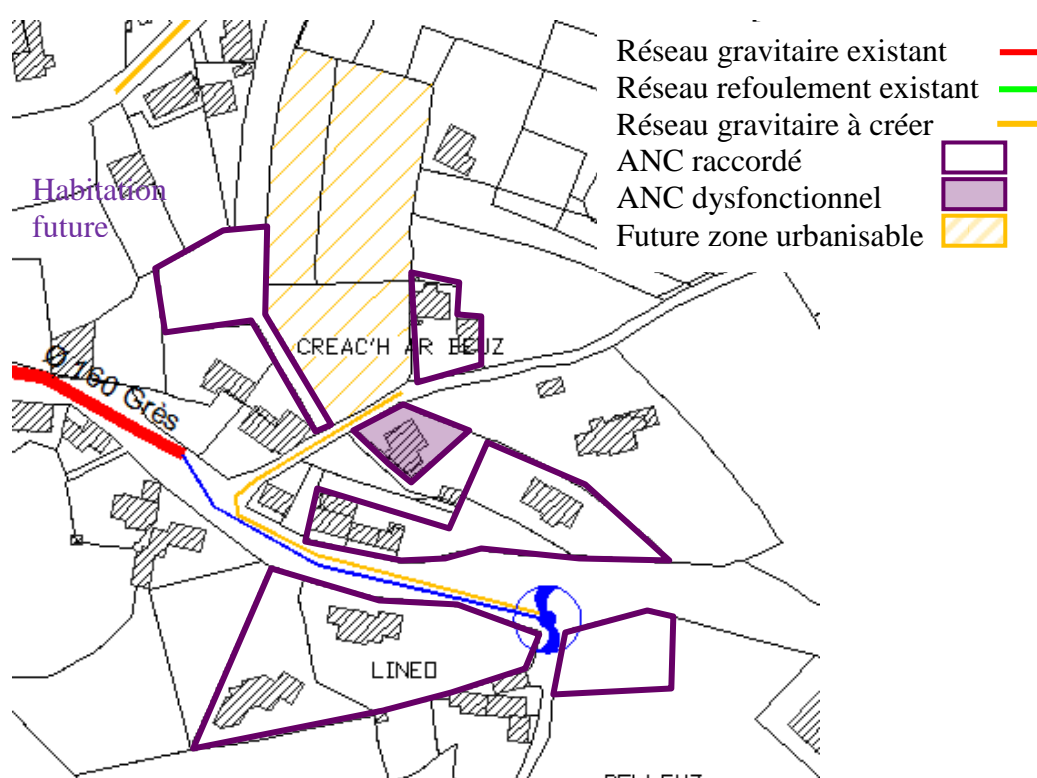 Réseau gravitaire existant
Réseau refoulement existant
Réseau gravitaire à créer
ANC raccordé
ANC dysfonctionnel
Future zone urbanisable
Habitation
future
CREAC'H AR BEUZ
Ø 160 Grès
LINEO